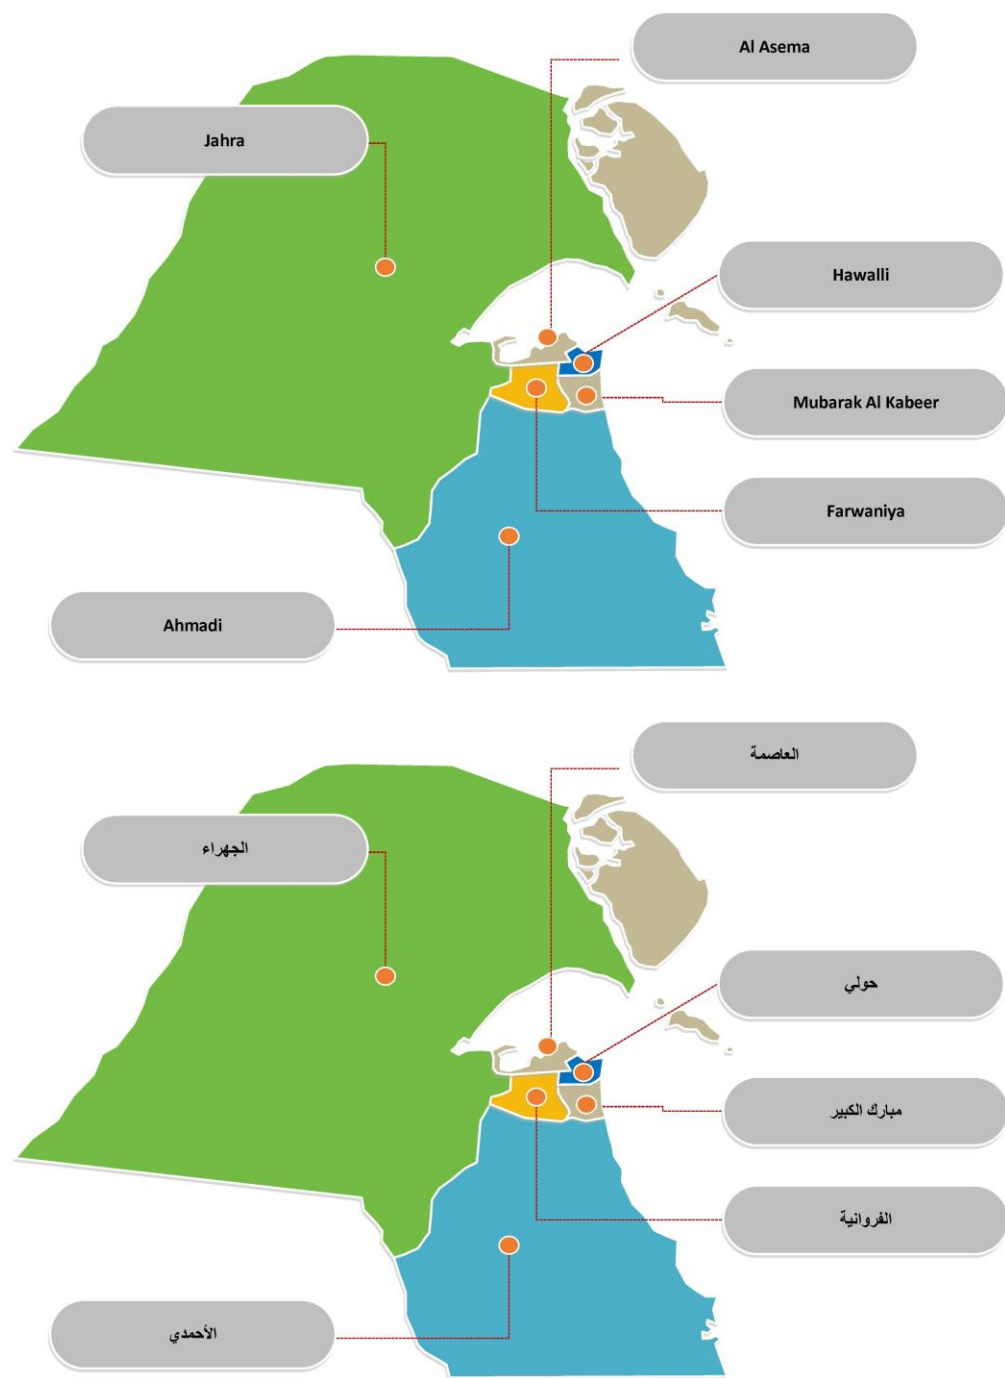 Al Asema
Jahra
Hawalli
Mubarak Al Kabeer
Farwaniya
Ahmadi
العاصمة
الجهراء
حولي
مبارك الكبير
الفروانية
الأحمدي